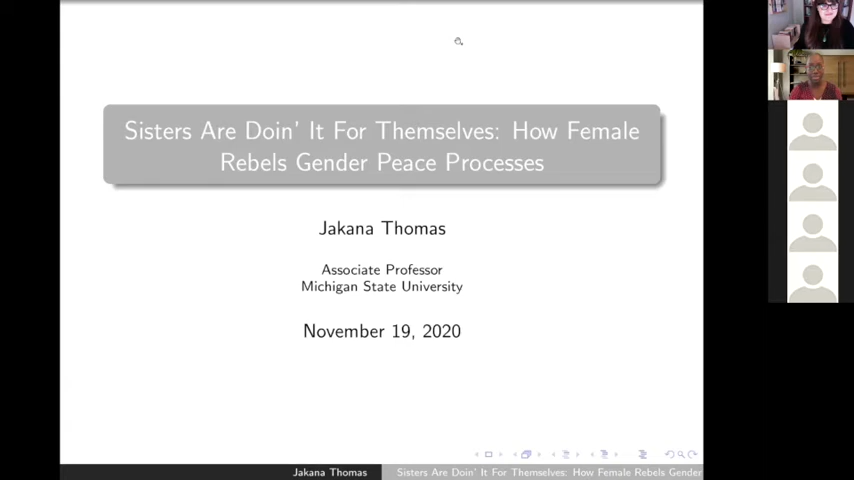 Sisters Are Doin' It For Themselves: How Female
Rebels Gender Peace Processes
Jakana Thomas
Associate Professor
Michigan State University
November 19, 2020
Jakana Thomas
Sisters Are Doin' It For Themselves: How Female Rebels Gender